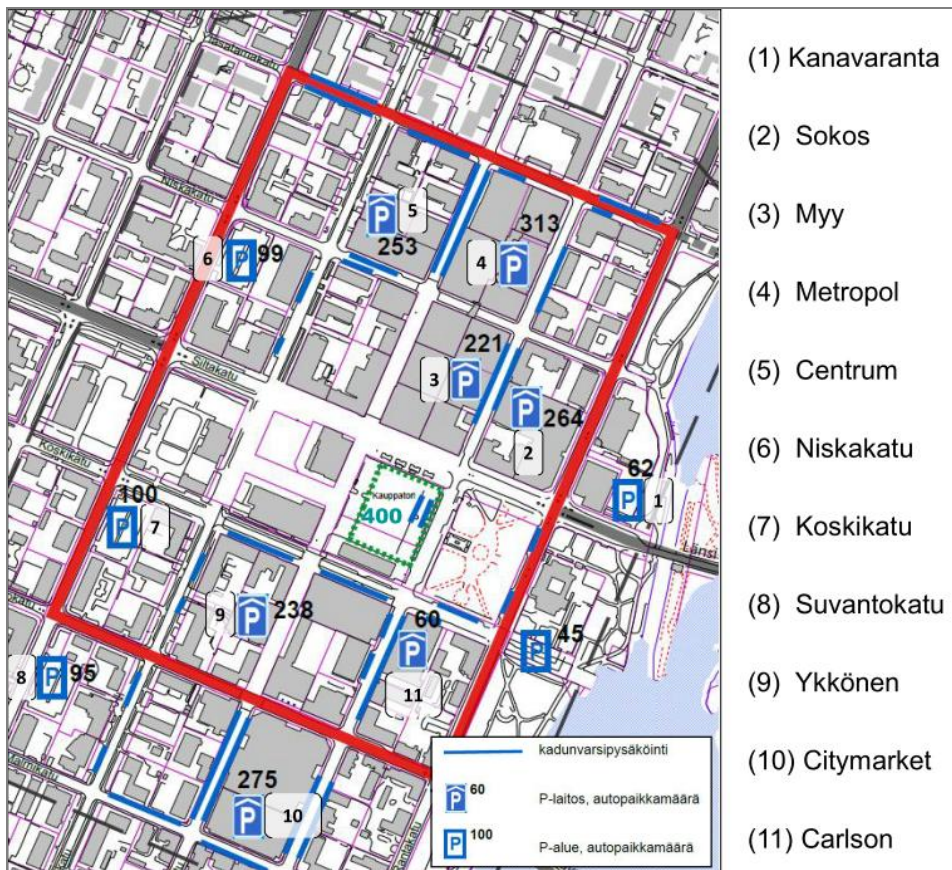 Niskakatu
5
253
313
4
6
99
221
3
264
2
Siltakatu
Koskikatu
100
7
Kauppatori
400
62
1
Länsi
9
238
60
45
11
8
95
275
10
kadunvarsipysäköinti
60
P-laitos, autopaikkamäärä
100
P-alue, autopaikkamäärä
(1) Kanavaranta
(2) Sokos
(3) Myy
(4) Metropol
(5) Centrum
(6) Niskakatu
(7) Koskikatu
(8) Suvantokatu
(9) Ykkönen
(10) Citymarket
(11) Carlson